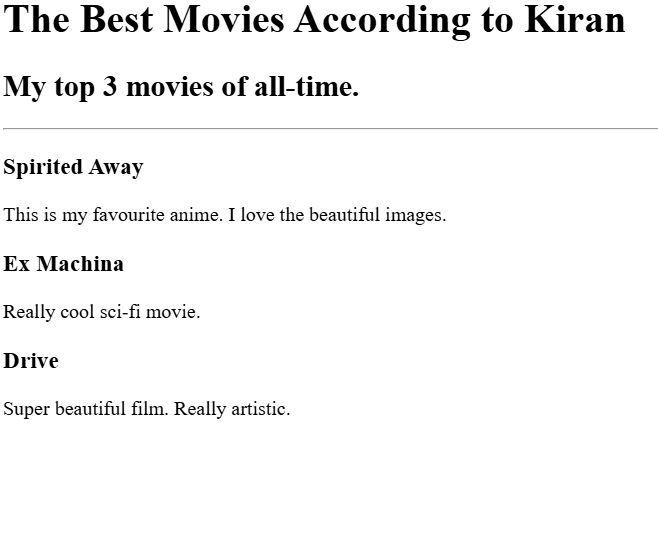 The Best Movies According to Kiran
My top 3 movies of all-time.
Spirited Away
This is my favourite anime. I love the beautiful images.
Ex Machina
Really cool sci-fi movie.
Drive
Super beautiful film. Really artistic.